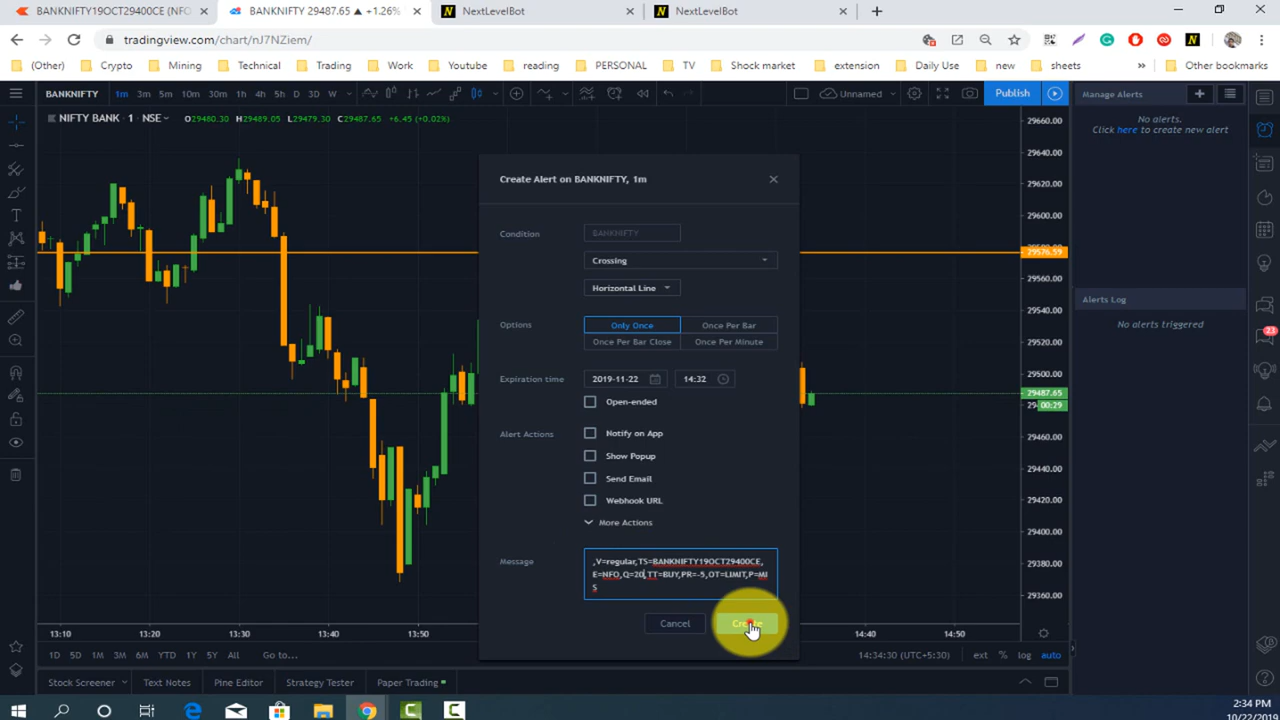 BANKNIFTY19OCT29400CE (NFO
BANKNIFTY 29487.65 ▲ +1.26%
NextLevelBot
NextLevelBot
tradingview.com/chart/nJ7NZiem/
(Other) Crypto Mining Technical Trading Work Youtube reading PERSONAL TV Shock market extension Daily Use new sheets » Other bookmarks
BANKNIFTY 1m 3m 5m 10m 30m 1h 4h D 3D W Unnamed Publish
Manage Alerts
NIFTY BANK · 1 · NSE O29480.30 H29489.05 L29479.30 C29487.65 +6.45 (+0.02%)
No alerts.
Click here to create new alert
29660.00
29640.00
29620.00
29600.00
29576.59
29560.00
29540.00
29520.00
29500.00
29487.65
00:29
29460.00
29440.00
29420.00
29400.00
29380.00
29360.00
Create Alert on BANKNIFTY, 1m
Condition BANKNIFTY
Crossing
Horizontal Line
Options Only Once Once Per Bar
Once Per Bar Close Once Per Minute
Expiration time 2019-11-22 14:32
Open-ended
Alert Actions Notify on App
Show Popup
Send Email
Webhook URL
More Actions
Message
,V=regular,TS=BANKNIFTY19OCT29400CE,
E=NFO,Q=20,TT=BUY,PR=-5,OT=LIMIT,P=MI
S
Cancel Create
Alerts Log
No alerts triggered
23
13:10 13:20 13:30 13:40 13:50 14:40 14:50
1D 5D 1M 3M 6M YTD 1Y 5Y All Go to... 14:34:30 (UTC+5:30) ext % log auto
Stock Screener Text Notes Pine Editor Strategy Tester Paper Trading
2:34 PM
10/22/2019